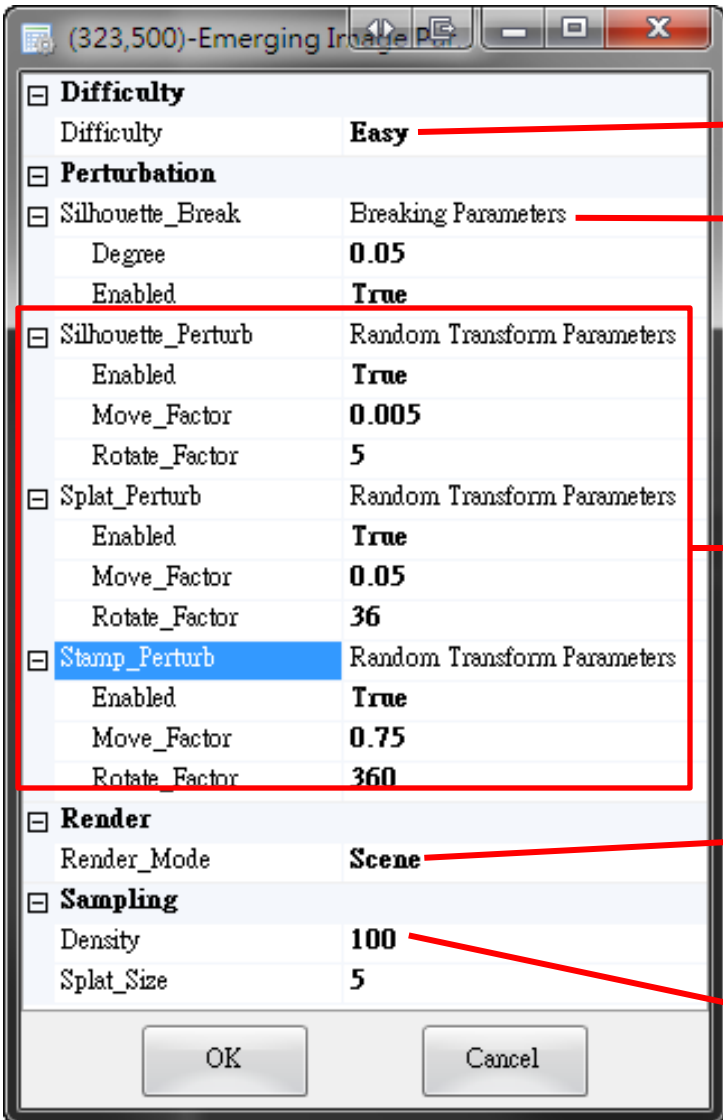 (323,500)-Emerging Image Par...
Difficulty
Difficulty Easy
Perturbation
Silhouette_Break Breaking Parameters
Degree 0.05
Enabled True
Silhouette_Perturb Random Transform Parameters
Enabled True
Move_Factor 0.005
Rotate_Factor 5
Splat_Perturb Random Transform Parameters
Enabled True
Move_Factor 0.05
Rotate_Factor 36
Stamp_Perturb Random Transform Parameters
Enabled True
Move_Factor 0.75
Rotate_Factor 360
Render
Render_Mode Scene
Sampling
Density 100
Splat_Size 5
OK Cancel